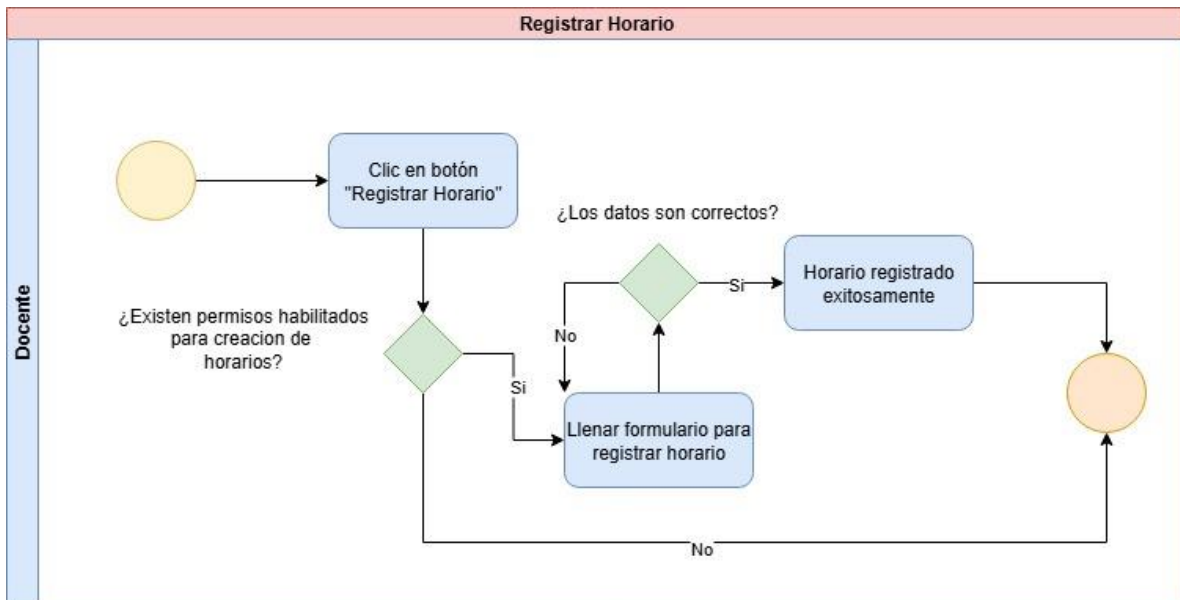 Registrar Horario
Docente
Clic en botón
"Registrar Horario"
¿Existen permisos habilitados
para creacion de
horarios?
Si
Llenar formulario para
registrar horario
¿Los datos son correctos?
No
Si
Horario registrado
exitosamente
No